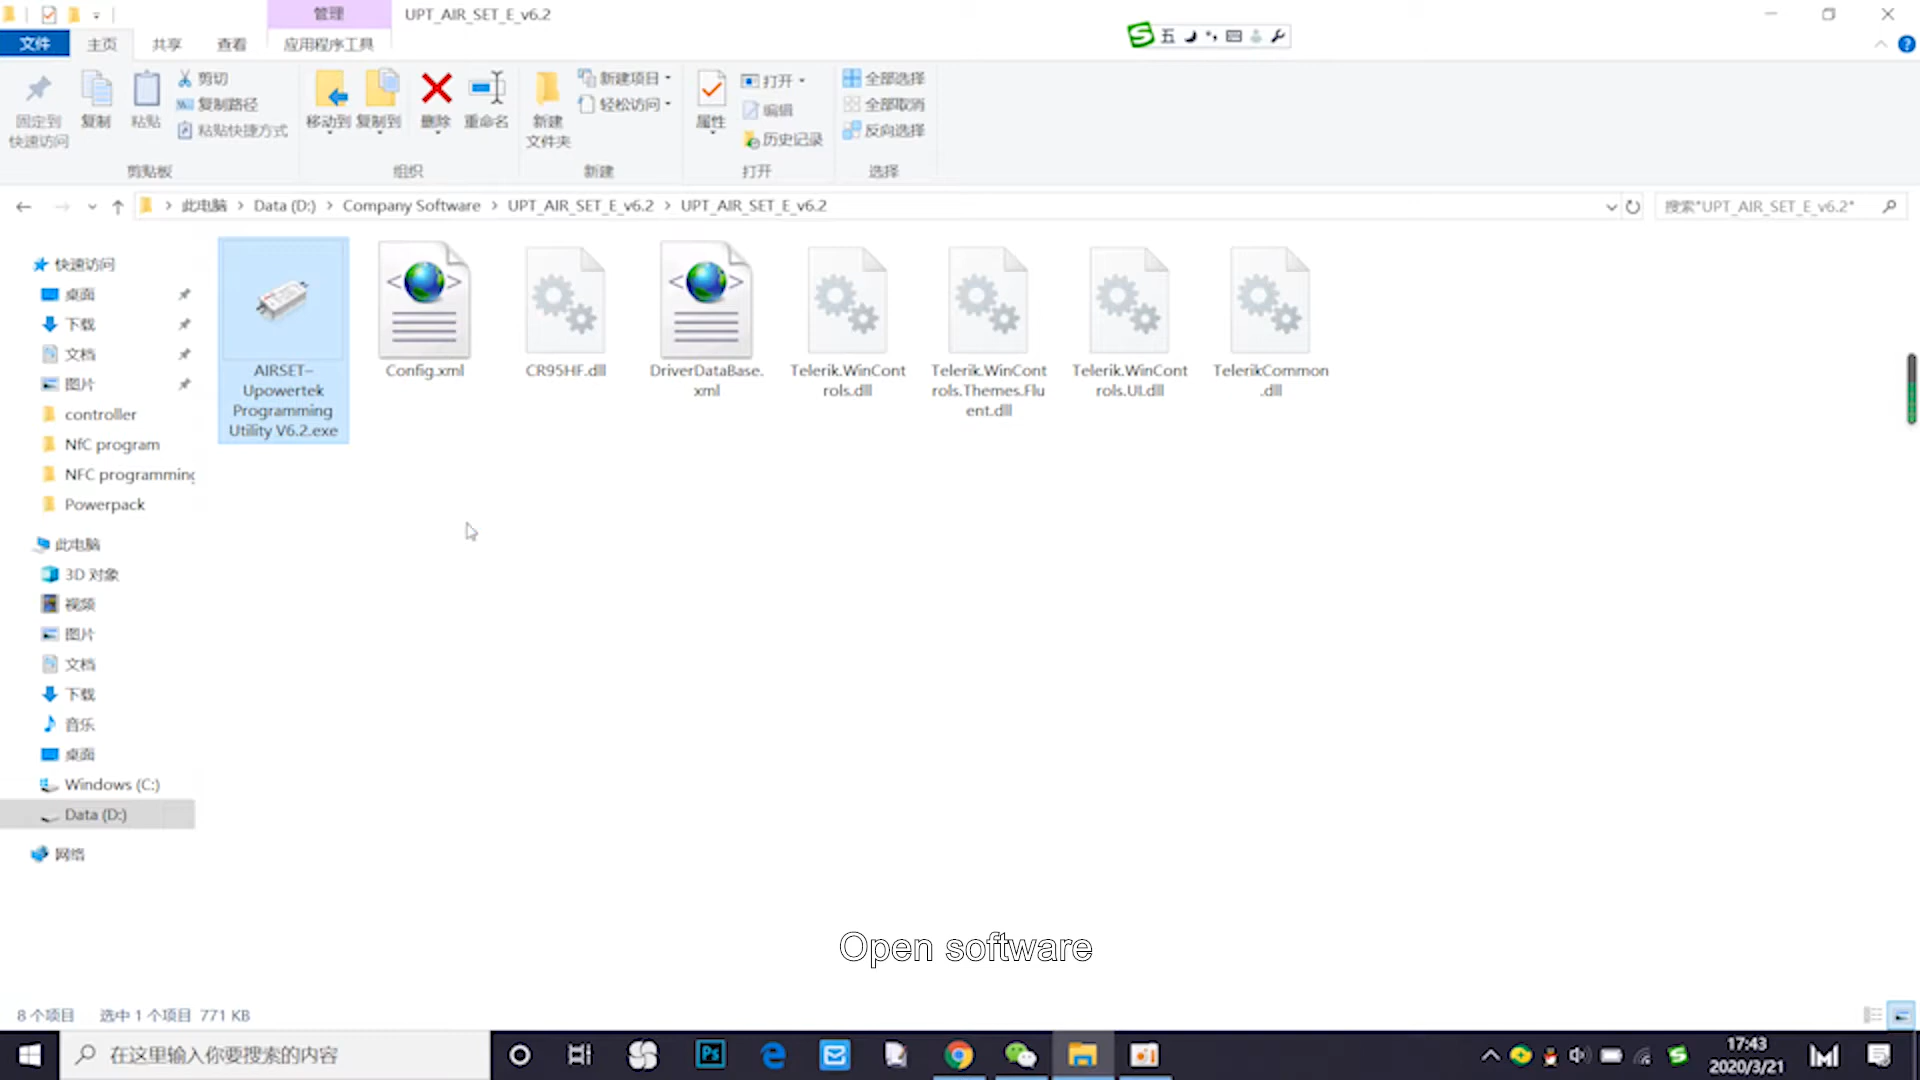 管理
UPT_AIR_SET_E_v6.2
文件
主页
共享
查看
应用程序工具
五
固定到
快速访问
复制
粘贴
剪切
复制路径
粘贴快捷方式
剪贴板
移动到
复制到
删除
重命名
组织
新建
文件夹
新建项目
轻松访问
新建
属性
打开
编辑
历史记录
打开
全部选择
全部取消
反向选择
选择
此电脑 > Data (D:) > Company Software > UPT_AIR_SET_E_v6.2 > UPT_AIR_SET_E_v6.2
搜索"UPT_AIR_SET_E_v6.2"
快速访问
桌面
下载
文档
图片
controller
NfC program
NFC programming
Powerpack
此电脑
3D 对象
视频
图片
文档
下载
音乐
桌面
Windows (C:)
Data (D:)
网络
AIRSET–
Upowertek
Programming
Utility V6.2.exe
Config.xml
CR95HF.dll
DriverDataBase.
xml
Telerik.WinCont
rols.dll
Telerik.WinCont
rols.Themes.Flu
ent.dll
Telerik.WinCont
rols.UI.dll
TelerikCommon
.dll
Open software
8 个项目
选中 1 个项目 771 KB
在这里输入你要搜索的内容
Ps
17:43
2020/3/21